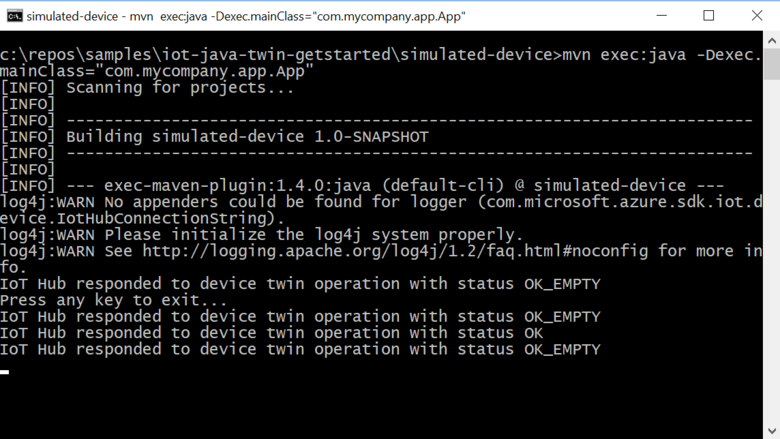 simulated-device - mvn  exec:java -Dexec.mainClass="com.mycompany.app.App"
c:\repos\samples\iot-java-twin-getstarted\simulated-device>mvn exec:java -Dexec.
mainClass="com.mycompany.app.App"
[INFO] Scanning for projects...
[INFO]
[INFO] ------------------------------------------------------------------------
[INFO] Building simulated-device 1.0-SNAPSHOT
[INFO] ------------------------------------------------------------------------
[INFO]
[INFO] --- exec-maven-plugin:1.4.0:java (default-cli) @ simulated-device ---
log4j:WARN No appenders could be found for logger (com.microsoft.azure.sdk.iot.d
evice.IotHubConnectionString).
log4j:WARN Please initialize the log4j system properly.
log4j:WARN See http://logging.apache.org/log4j/1.2/faq.html#noconfig for more in
fo.
IoT Hub responded to device twin operation with status OK_EMPTY
Press any key to exit...
IoT Hub responded to device twin operation with status OK_EMPTY
IoT Hub responded to device twin operation with status OK
IoT Hub responded to device twin operation with status OK_EMPTY